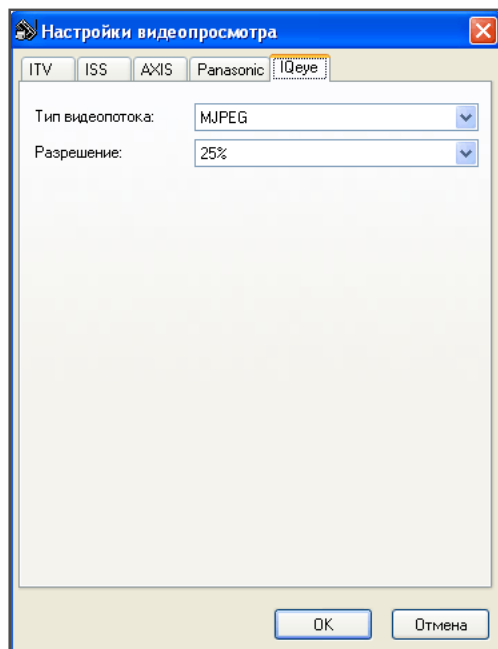 Настройки видеопросмотра
ITV ISS AXIS Panasonic IQeye
Тип видеопотока: MJPEG
Разрешение: 25%
OK Отмена